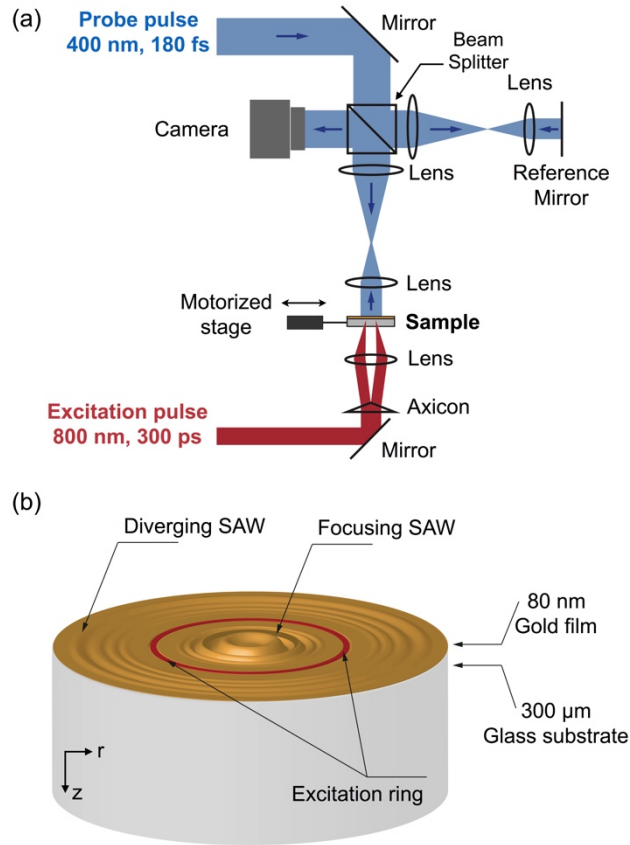 (a)
Probe pulse
400 nm, 180 fs
Mirror
Beam
Splitter
Lens
Camera
Lens
Reference
Mirror
Lens
Motorized
stage
Sample
Lens
Axicon
Excitation pulse
800 nm, 300 ps
Mirror
(b)
Diverging SAW
Focusing SAW
80 nm
Gold film
300 µm
Glass substrate
r
z
Excitation ring